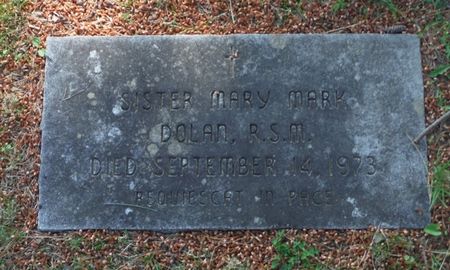 SISTER MARY MARK
DOLAN, R.S.M.
DIED SEPTEMBER 14, 1973
REQUIESCAT IN PACE